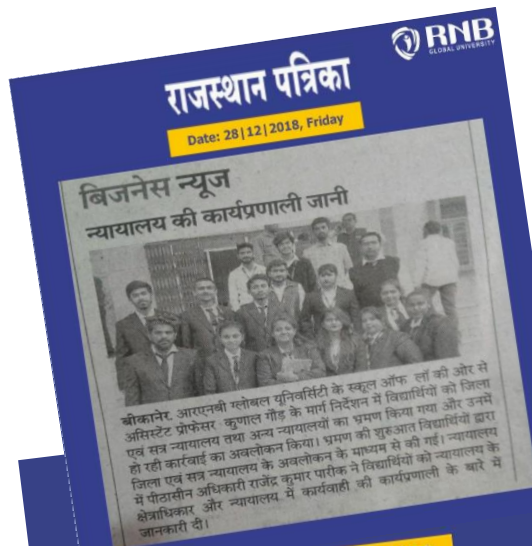 RNB
GLOBAL UNIVERSITY
राजस्थान पत्रिका
Date: 28|12|2018, Friday
बिजनेस न्यूज
न्यायालय की कार्यप्रणाली जानी
बीकानेर. आरएनबी ग्लोबल यूनिवर्सिटी के स्कूल ऑफ लॉ की ओर से
असिस्टेंट प्रोफेसर कुणाल गौड़ के मार्ग निर्देशन में विद्यार्थियों को जिला
एवं सत्र न्यायालय तथा अन्य न्यायालयों का भ्रमण किया गया और उनमें
हो रही कार्रवाई का अवलोकन किया। भ्रमण की शुरुआत विद्यार्थियों द्वारा
जिला एवं सत्र न्यायालय के अवलोकन के माध्यम से की गई। न्यायालय
में पीठासीन अधिकारी राजेंद्र कुमार पारीक ने विद्यार्थियों को न्यायालय के
क्षेत्राधिकार और न्यायालय में कार्यवाही की कार्यप्रणाली के बारे में
जानकारी दी।